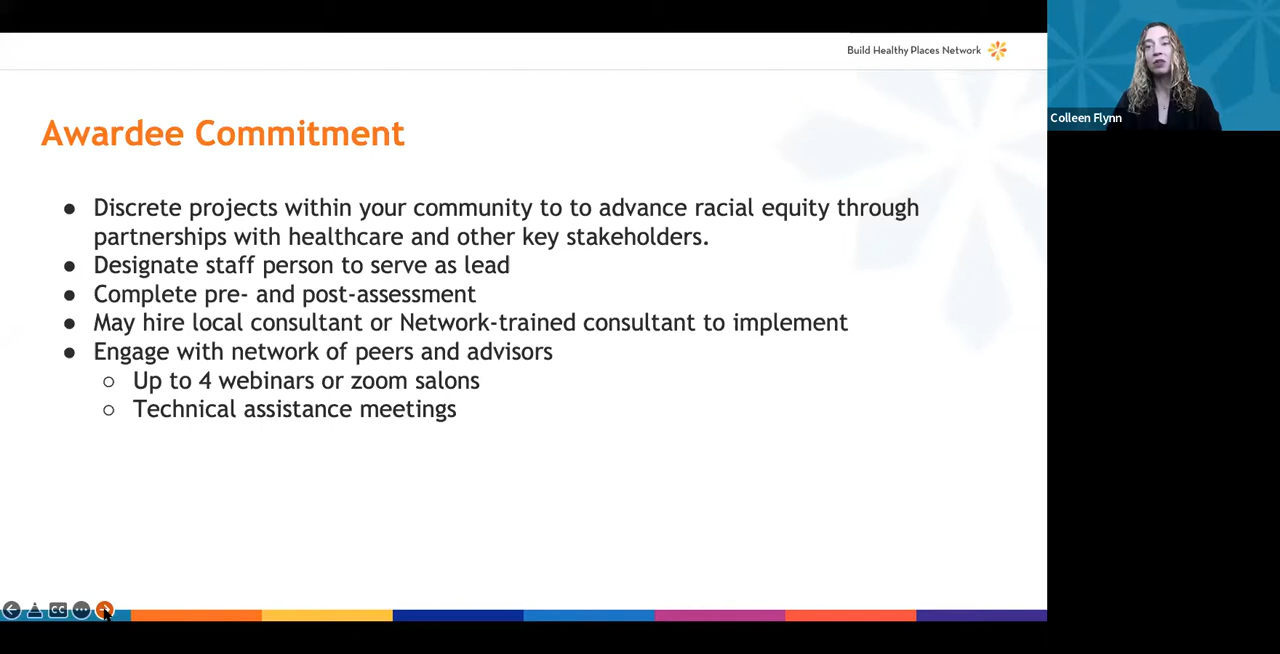 Build Healthy Places Network
Awardee Commitment
● Discrete projects within your community to to advance racial equity through
partnerships with healthcare and other key stakeholders.
● Designate staff person to serve as lead
● Complete pre- and post-assessment
● May hire local consultant or Network-trained consultant to implement
● Engage with network of peers and advisors
○ Up to 4 webinars or zoom salons
○ Technical assistance meetings
CC
Colleen Flynn